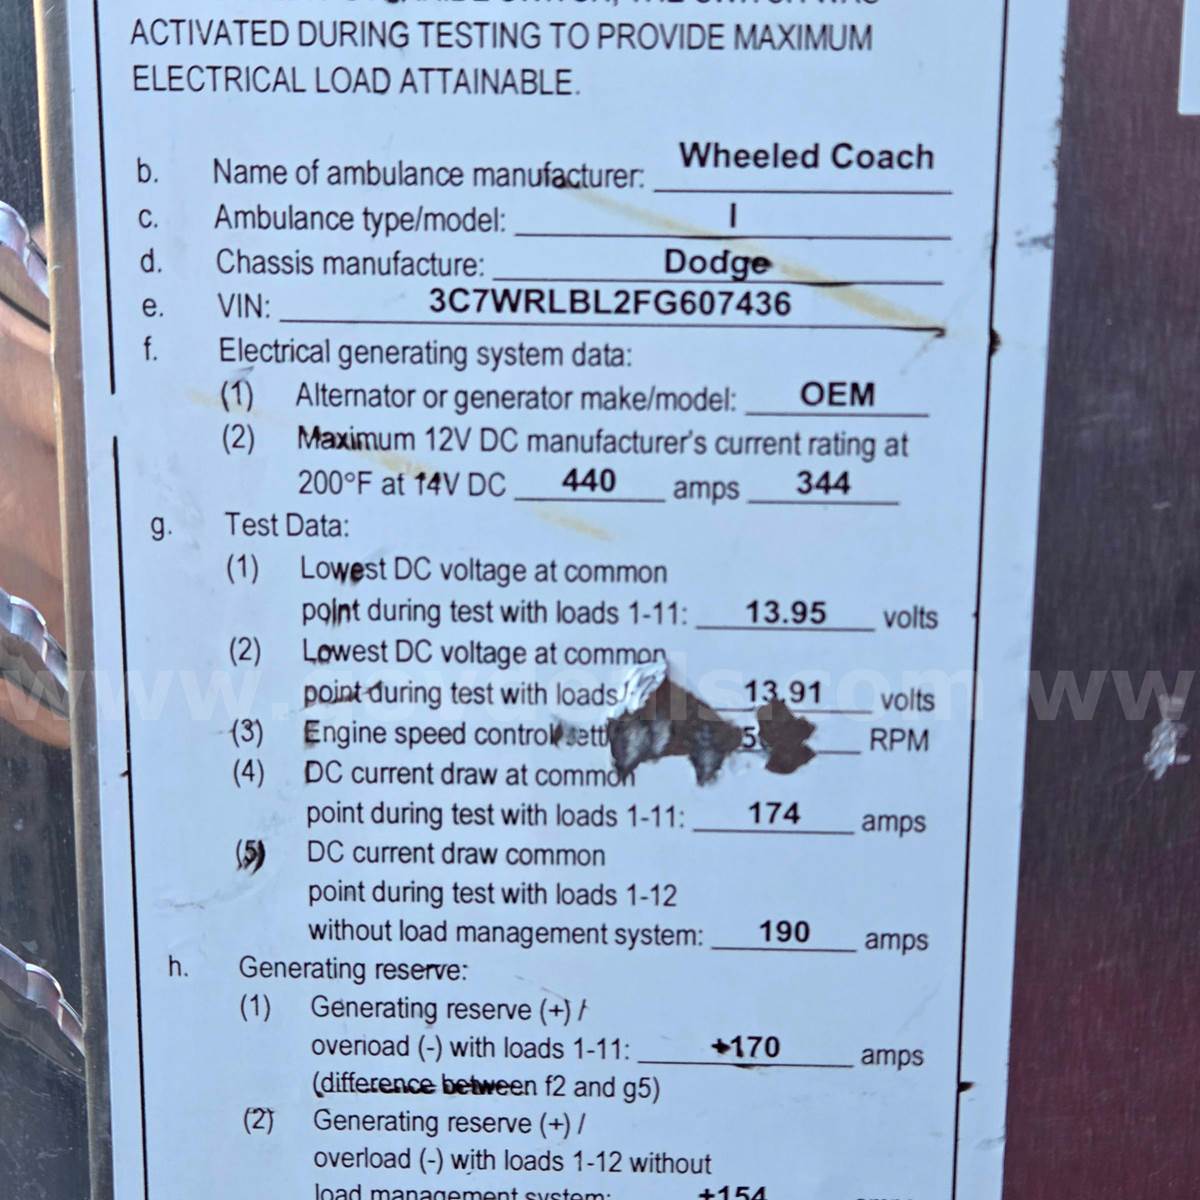 ACTIVATED DURING TESTING TO PROVIDE MAXIMUM
ELECTRICAL LOAD ATTAINABLE.
b. Name of ambulance manufacturer: Wheeled Coach
c. Ambulance type/model: I
d. Chassis manufacture: Dodge
e. VIN: 3C7WRLBL2FG607436
f. Electrical generating system data:
(1) Alternator or generator make/model: OEM
(2) Maximum 12V DC manufacturer's current rating at
200°F at 14V DC 440 amps 344
g. Test Data:
(1) Lowest DC voltage at common
point during test with loads 1-11: 13.95 volts
(2) Lowest DC voltage at common
point during test with loads 13.91 volts
(3) Engine speed control RPM
(4) DC current draw at common
point during test with loads 1-11: 174 amps
(5) DC current draw common
point during test with loads 1-12
without load management system: 190 amps
h. Generating reserve:
(1) Generating reserve (+) /
overload (-) with loads 1-11: +170 amps
(difference between f2 and g5)
(2) Generating reserve (+) /
overload (-) with loads 1-12 without
load management system: +154 amps